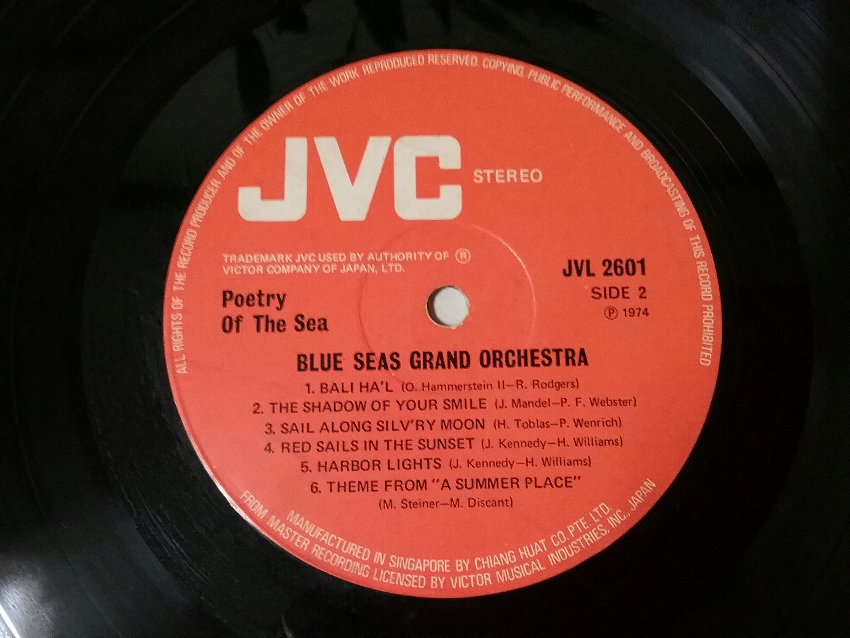 ALL RIGHTS OF THE RECORD PRODUCER AND OF THE OWNER OF THE WORK REPRODUCED RESERVED. COPYING, PUBLIC PERFORMANCE AND BROADCASTING OF THIS RECORD PROHIBITED
JVC STEREO
TRADEMARK JVC USED BY AUTHORITY OF ®
VICTOR COMPANY OF JAPAN, LTD.
JVL 2601
SIDE 2
Ⓟ 1974
Poetry
Of The Sea
BLUE SEAS GRAND ORCHESTRA
1. BALI HA'L (O. Hammerstein II–R. Rodgers)
2. THE SHADOW OF YOUR SMILE (J. Mandel–P. F. Webster)
3. SAIL ALONG SILV'RY MOON (H. Toblas–P. Wenrich)
4. RED SAILS IN THE SUNSET (J. Kennedy–H. Williams)
5. HARBOR LIGHTS (J. Kennedy–H. Williams)
6. THEME FROM "A SUMMER PLACE"
(M. Steiner–M. Discant)
MANUFACTURED IN SINGAPORE BY CHIANG HUAT CO. PTE. LTD.
FROM MASTER RECORDING LICENSED BY VICTOR MUSICAL INDUSTRIES, INC., JAPAN